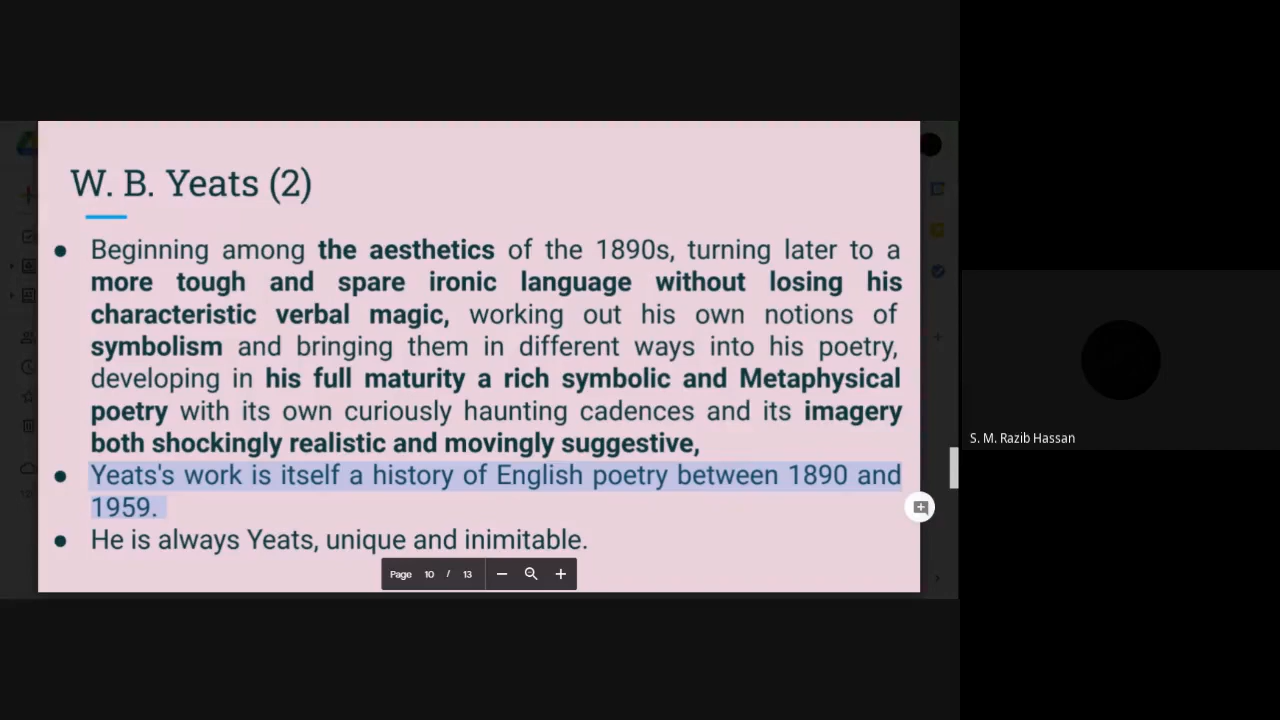 W. B. Yeats (2)
● Beginning among the aesthetics of the 1890s, turning later to a
more tough and spare ironic language without losing his
characteristic verbal magic, working out his own notions of
symbolism and bringing them in different ways into his poetry,
developing in his full maturity a rich symbolic and Metaphysical
poetry with its own curiously haunting cadences and its imagery
both shockingly realistic and movingly suggestive,
● Yeats's work is itself a history of English poetry between 1890 and
1959.
● He is always Yeats, unique and inimitable.
Page 10 / 13
S. M. Razib Hassan